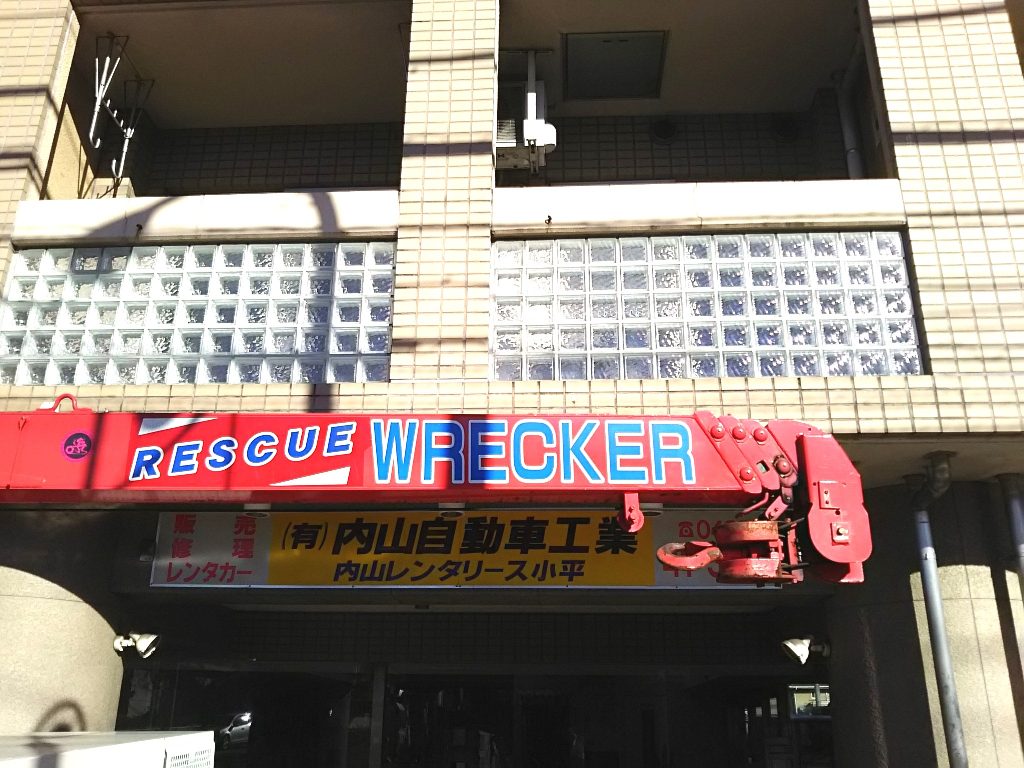 RESCUE WRECKER
販売
修理
レンタカー
(有)内山自動車工業
内山レンタリース小平
☎0